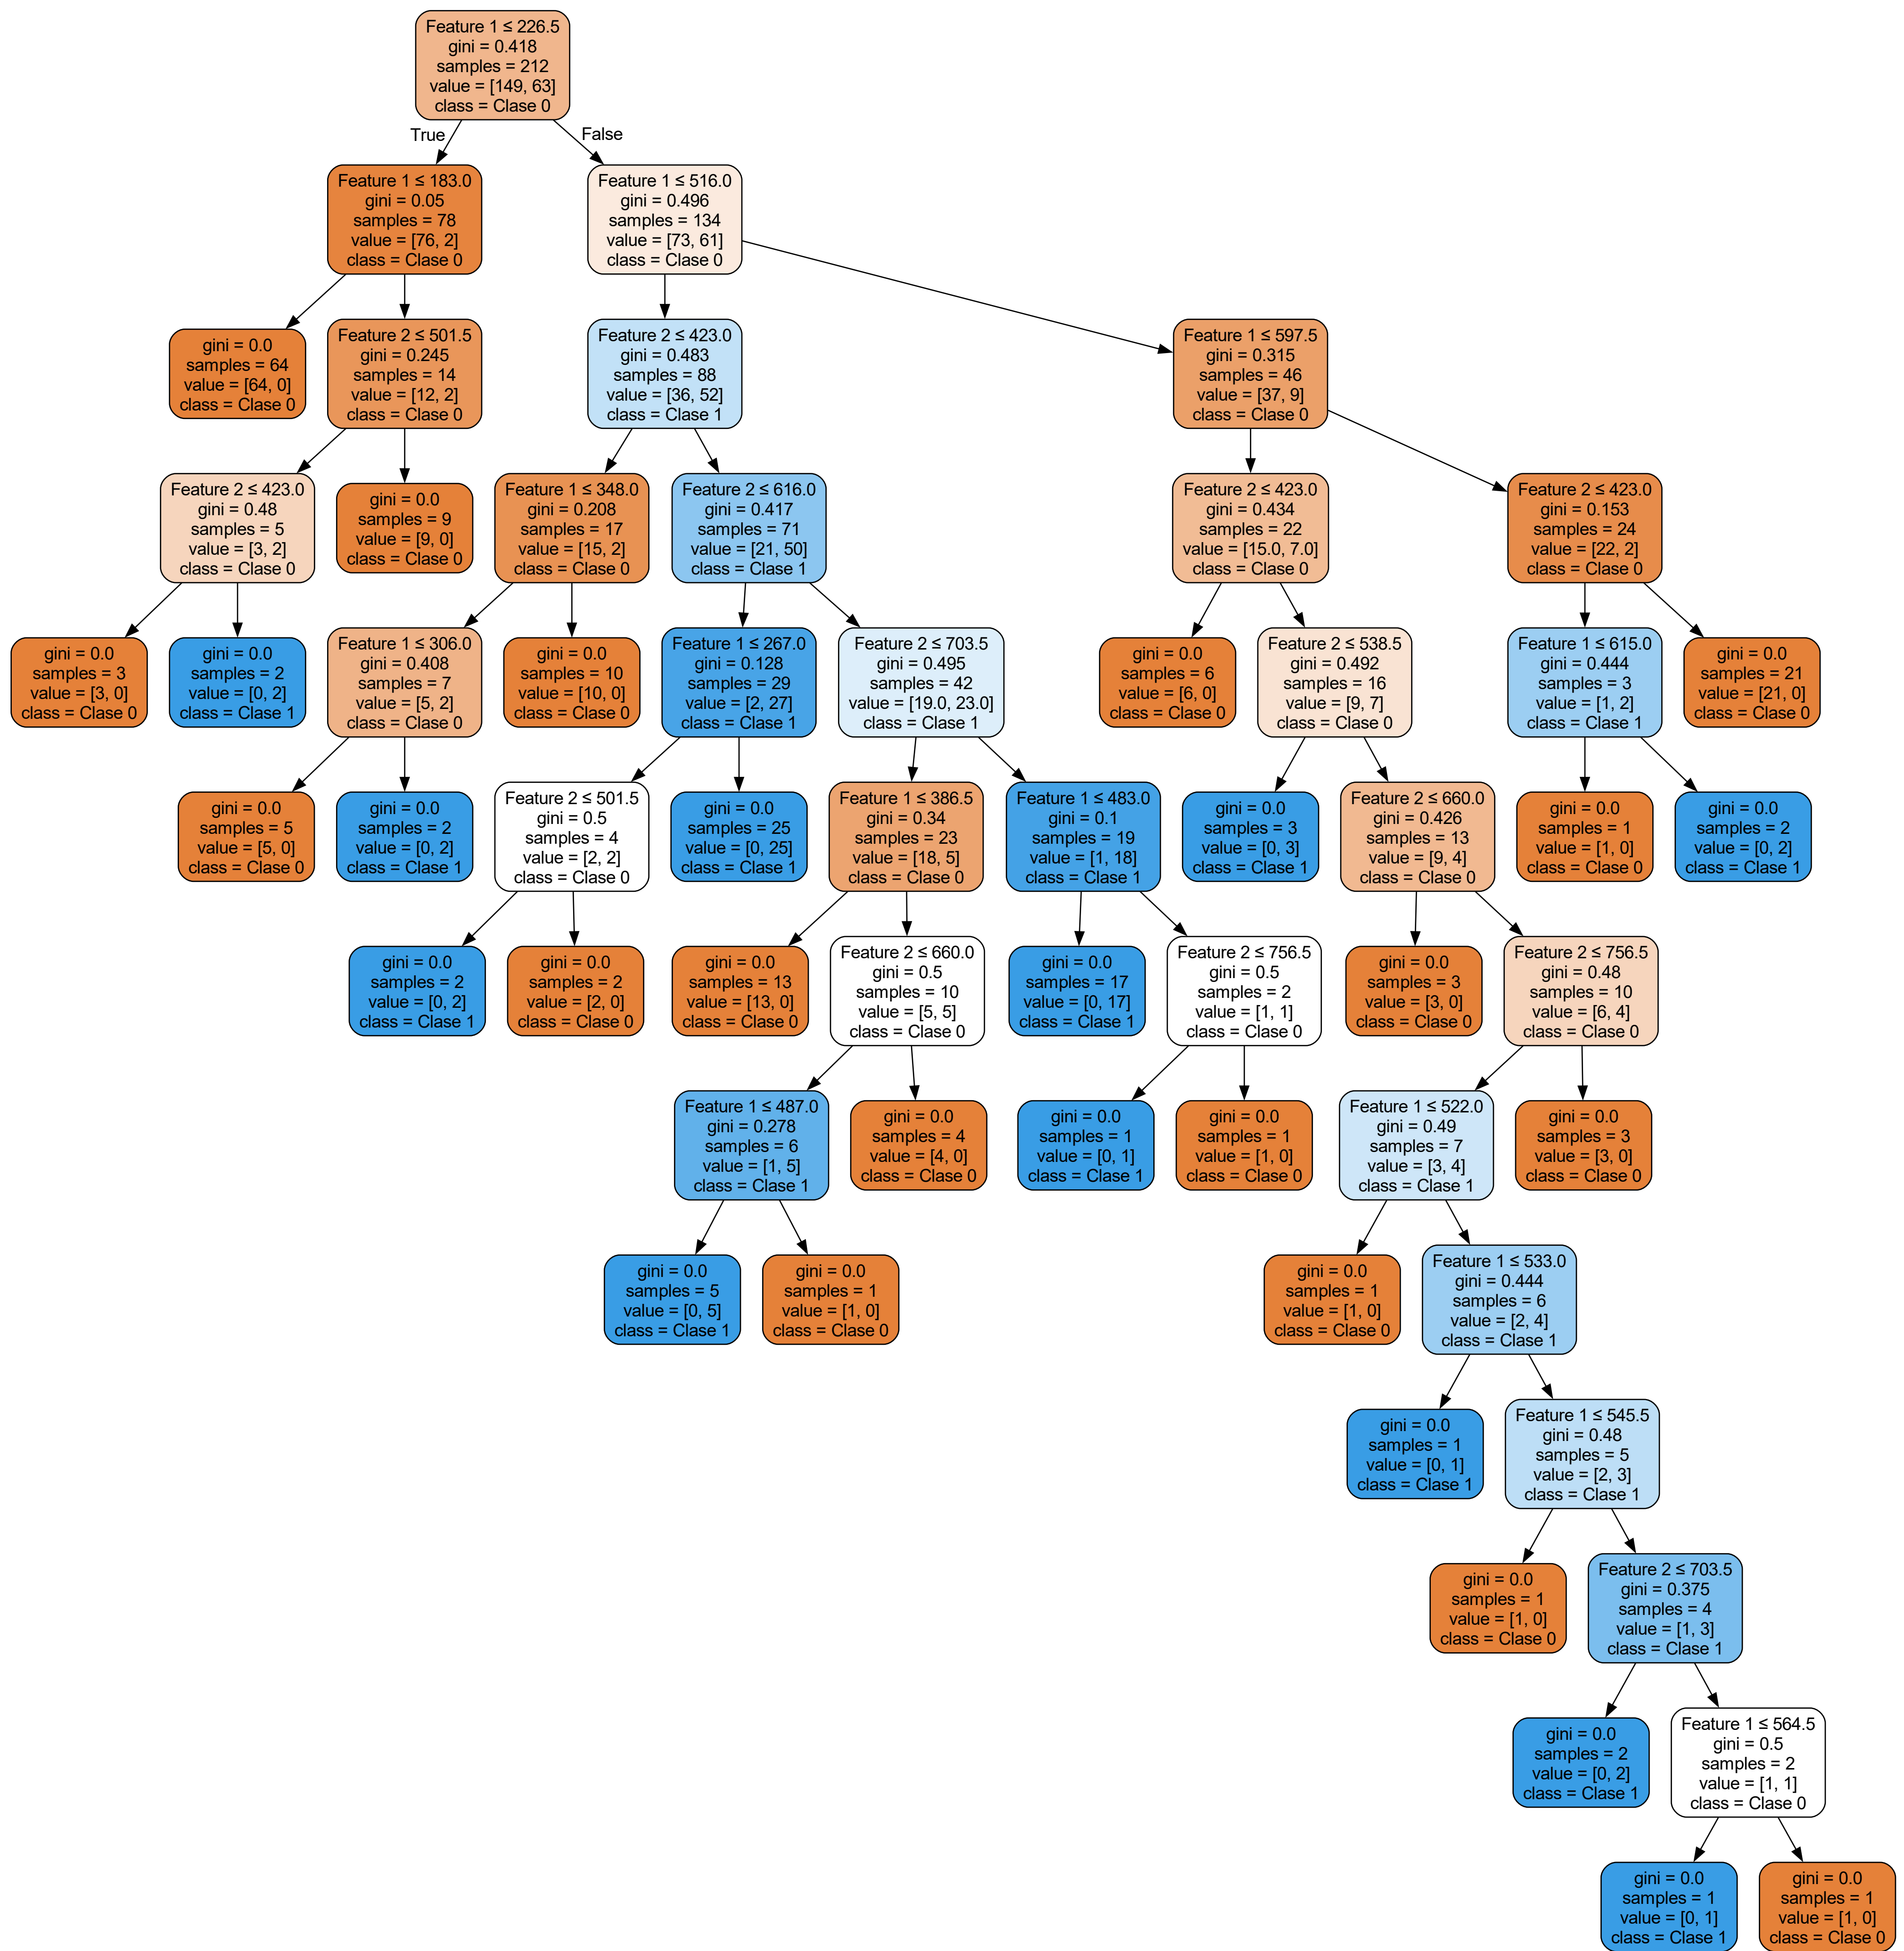 Feature 1 ≤ 226.5
gini = 0.418
samples = 212
value = [149, 63]
class = Clase 0
True
False
Feature 1 ≤ 183.0
gini = 0.05
samples = 78
value = [76, 2]
class = Clase 0
Feature 1 ≤ 516.0
gini = 0.496
samples = 134
value = [73, 61]
class = Clase 0
gini = 0.0
samples = 64
value = [64, 0]
class = Clase 0
Feature 2 ≤ 501.5
gini = 0.245
samples = 14
value = [12, 2]
class = Clase 0
Feature 2 ≤ 423.0
gini = 0.483
samples = 88
value = [36, 52]
class = Clase 1
Feature 1 ≤ 597.5
gini = 0.315
samples = 46
value = [37, 9]
class = Clase 0
Feature 2 ≤ 423.0
gini = 0.48
samples = 5
value = [3, 2]
class = Clase 0
gini = 0.0
samples = 9
value = [9, 0]
class = Clase 0
Feature 1 ≤ 348.0
gini = 0.208
samples = 17
value = [15, 2]
class = Clase 0
Feature 2 ≤ 616.0
gini = 0.417
samples = 71
value = [21, 50]
class = Clase 1
Feature 2 ≤ 423.0
gini = 0.434
samples = 22
value = [15.0, 7.0]
class = Clase 0
Feature 2 ≤ 423.0
gini = 0.153
samples = 24
value = [22, 2]
class = Clase 0
gini = 0.0
samples = 3
value = [3, 0]
class = Clase 0
gini = 0.0
samples = 2
value = [0, 2]
class = Clase 1
Feature 1 ≤ 306.0
gini = 0.408
samples = 7
value = [5, 2]
class = Clase 0
gini = 0.0
samples = 10
value = [10, 0]
class = Clase 0
Feature 1 ≤ 267.0
gini = 0.128
samples = 29
value = [2, 27]
class = Clase 1
Feature 2 ≤ 703.5
gini = 0.495
samples = 42
value = [19.0, 23.0]
class = Clase 1
gini = 0.0
samples = 6
value = [6, 0]
class = Clase 0
Feature 2 ≤ 538.5
gini = 0.492
samples = 16
value = [9, 7]
class = Clase 0
Feature 1 ≤ 615.0
gini = 0.444
samples = 3
value = [1, 2]
class = Clase 1
gini = 0.0
samples = 21
value = [21, 0]
class = Clase 0
gini = 0.0
samples = 5
value = [5, 0]
class = Clase 0
gini = 0.0
samples = 2
value = [0, 2]
class = Clase 1
Feature 2 ≤ 501.5
gini = 0.5
samples = 4
value = [2, 2]
class = Clase 0
gini = 0.0
samples = 25
value = [0, 25]
class = Clase 1
Feature 1 ≤ 386.5
gini = 0.34
samples = 23
value = [18, 5]
class = Clase 0
Feature 1 ≤ 483.0
gini = 0.1
samples = 19
value = [1, 18]
class = Clase 1
gini = 0.0
samples = 3
value = [0, 3]
class = Clase 1
Feature 2 ≤ 660.0
gini = 0.426
samples = 13
value = [9, 4]
class = Clase 0
gini = 0.0
samples = 1
value = [1, 0]
class = Clase 0
gini = 0.0
samples = 2
value = [0, 2]
class = Clase 1
gini = 0.0
samples = 2
value = [0, 2]
class = Clase 1
gini = 0.0
samples = 2
value = [2, 0]
class = Clase 0
gini = 0.0
samples = 13
value = [13, 0]
class = Clase 0
Feature 2 ≤ 660.0
gini = 0.5
samples = 10
value = [5, 5]
class = Clase 0
gini = 0.0
samples = 17
value = [0, 17]
class = Clase 1
Feature 2 ≤ 756.5
gini = 0.5
samples = 2
value = [1, 1]
class = Clase 0
gini = 0.0
samples = 3
value = [3, 0]
class = Clase 0
Feature 2 ≤ 756.5
gini = 0.48
samples = 10
value = [6, 4]
class = Clase 0
Feature 1 ≤ 487.0
gini = 0.278
samples = 6
value = [1, 5]
class = Clase 1
gini = 0.0
samples = 4
value = [4, 0]
class = Clase 0
gini = 0.0
samples = 1
value = [0, 1]
class = Clase 1
gini = 0.0
samples = 1
value = [1, 0]
class = Clase 0
Feature 1 ≤ 522.0
gini = 0.49
samples = 7
value = [3, 4]
class = Clase 1
gini = 0.0
samples = 3
value = [3, 0]
class = Clase 0
gini = 0.0
samples = 5
value = [0, 5]
class = Clase 1
gini = 0.0
samples = 1
value = [1, 0]
class = Clase 0
gini = 0.0
samples = 1
value = [1, 0]
class = Clase 0
Feature 1 ≤ 533.0
gini = 0.444
samples = 6
value = [2, 4]
class = Clase 1
gini = 0.0
samples = 1
value = [0, 1]
class = Clase 1
Feature 1 ≤ 545.5
gini = 0.48
samples = 5
value = [2, 3]
class = Clase 1
gini = 0.0
samples = 1
value = [1, 0]
class = Clase 0
Feature 2 ≤ 703.5
gini = 0.375
samples = 4
value = [1, 3]
class = Clase 1
gini = 0.0
samples = 2
value = [0, 2]
class = Clase 1
Feature 1 ≤ 564.5
gini = 0.5
samples = 2
value = [1, 1]
class = Clase 0
gini = 0.0
samples = 1
value = [0, 1]
class = Clase 1
gini = 0.0
samples = 1
value = [1, 0]
class = Clase 0